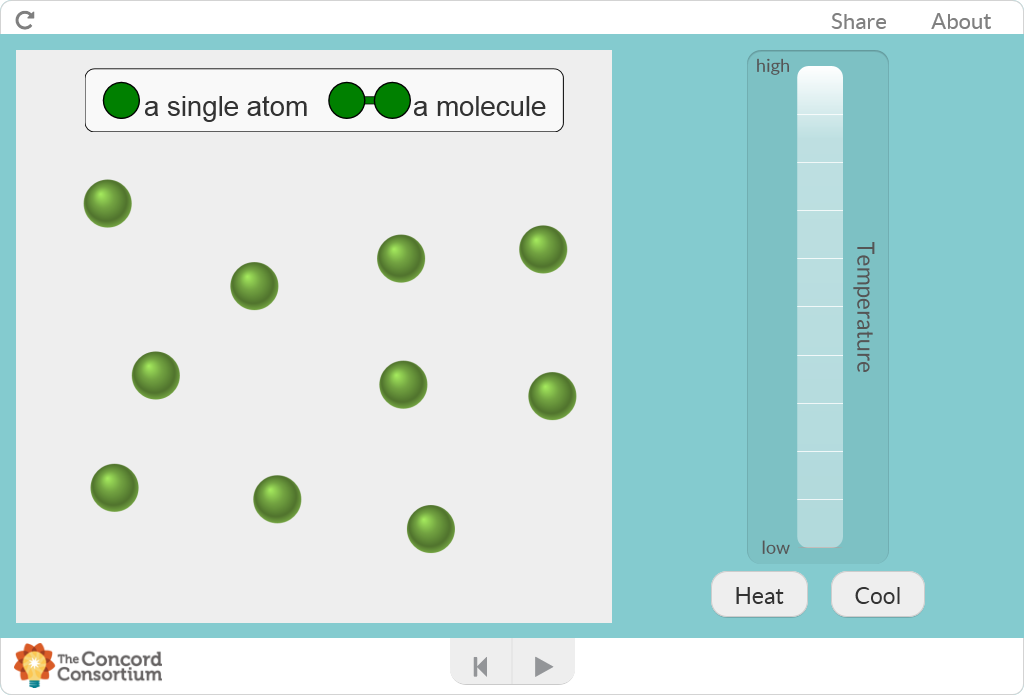 Share About
a single atom a molecule
high
Temperature
low
Heat Cool
The Concord
Consortium